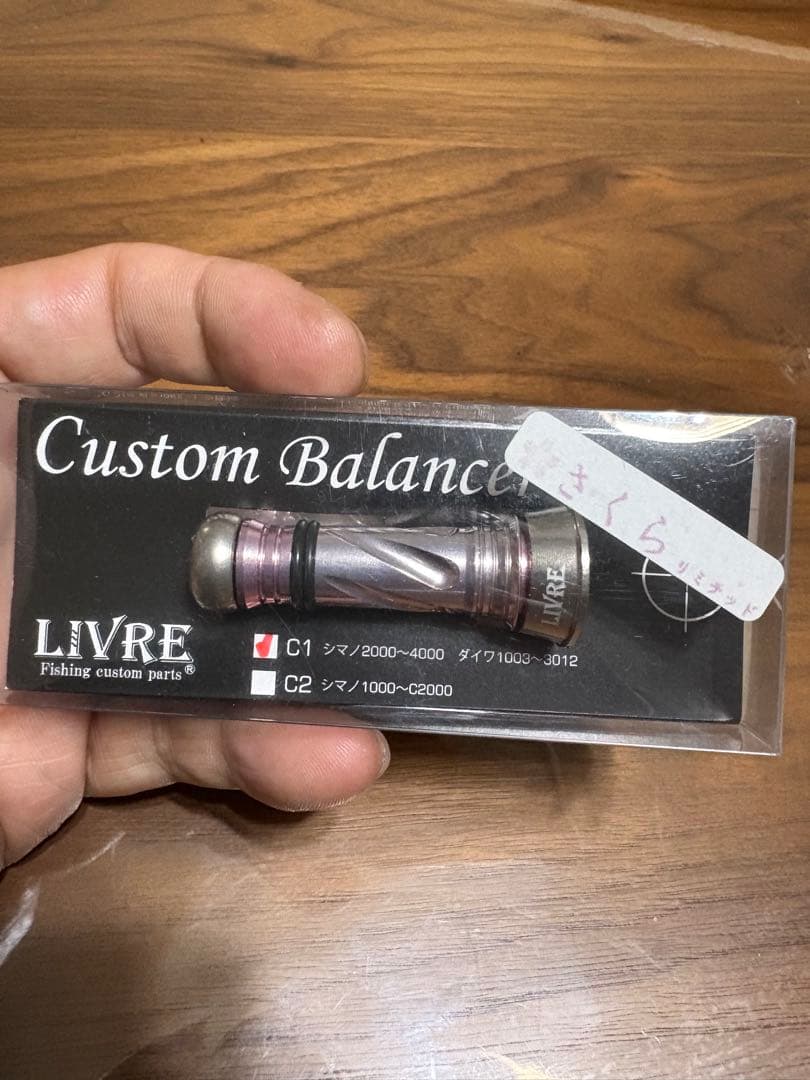 Custom Balancer
☆さくら
リミテッド
LIVRE
LIVRE
Fishing custom parts®
C1 シマノ2000〜4000 ダイワ1003〜3012
C2 シマノ1000〜C2000